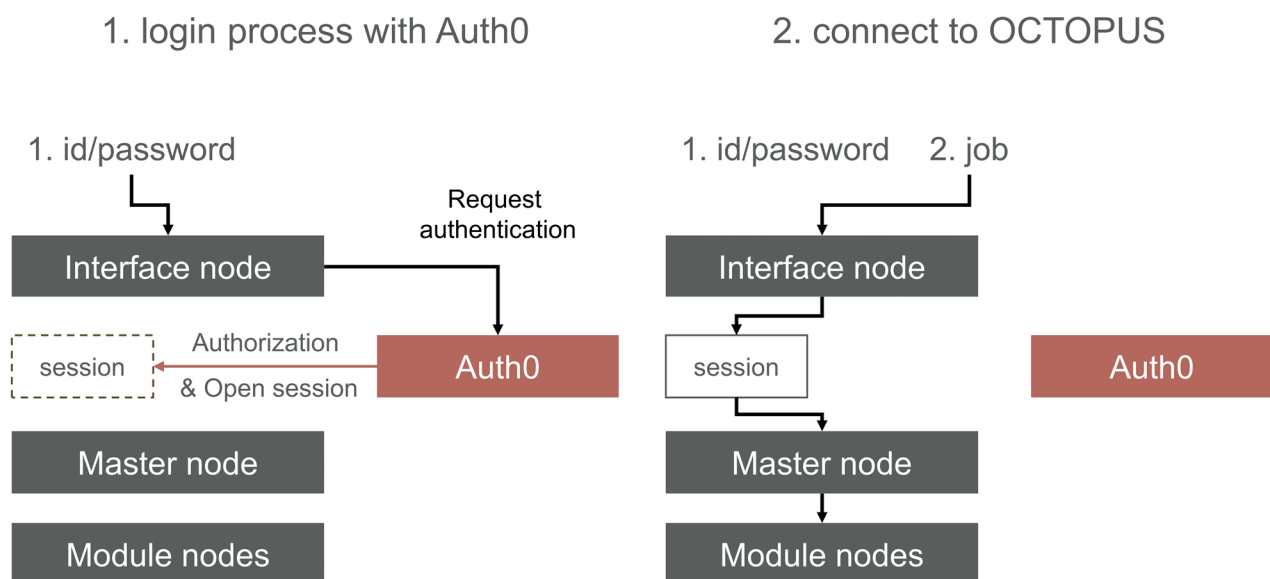 1. login process with Auth0
1. id/password
Request
authentication
Interface node
session
Authorization
& Open session
Auth0
Master node
Module nodes
2. connect to OCTOPUS
1. id/password
2. job
Interface node
session
Auth0
Master node
Module nodes